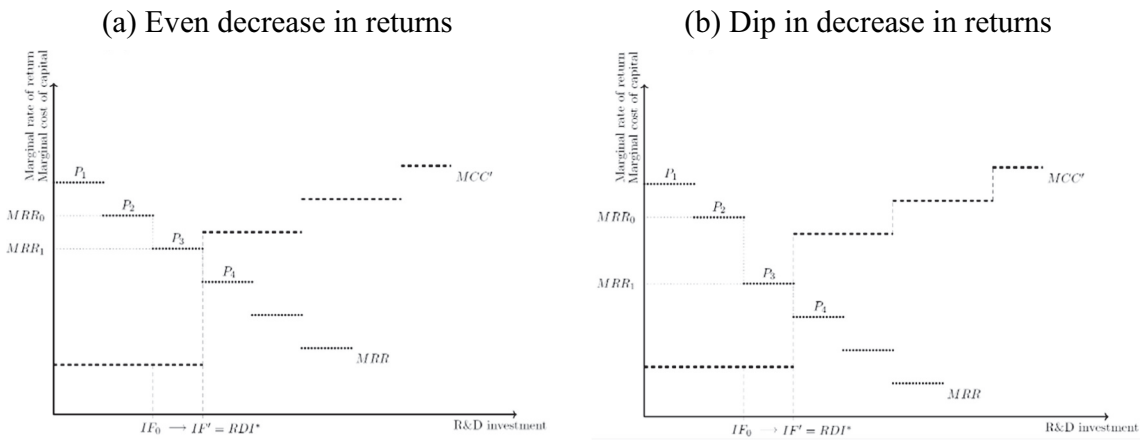 (a) Even decrease in returns
Marginal rate of return
Marginal cost of capital
P₁
MCC'
MRR₀
P₂
MRR₁
P₃
P₄
MRR
IF₀ → IF' = RDI*
R&D investment
(b) Dip in decrease in returns
Marginal rate of return
Marginal cost of capital
P₁
MCC'
MRR₀
P₂
MRR₁
P₃
P₄
MRR
IF₀ → IF' = RDI*
R&D investment